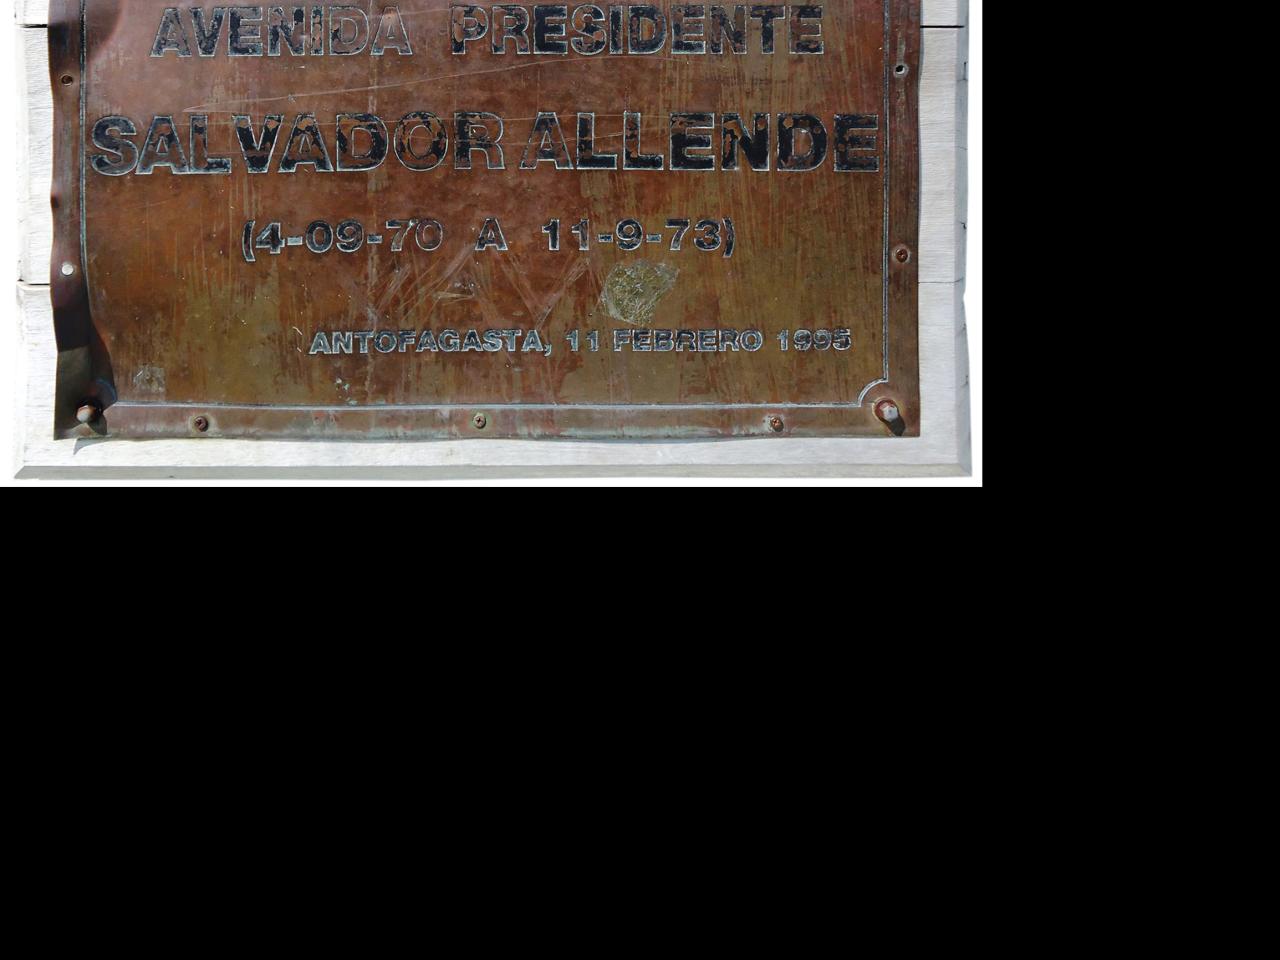 AVENIDA PRESIDENTE
SALVADOR ALLENDE
(4-09-70 A 11-9-73)
ANTOFAGASTA, 11 FEBRERO 1995